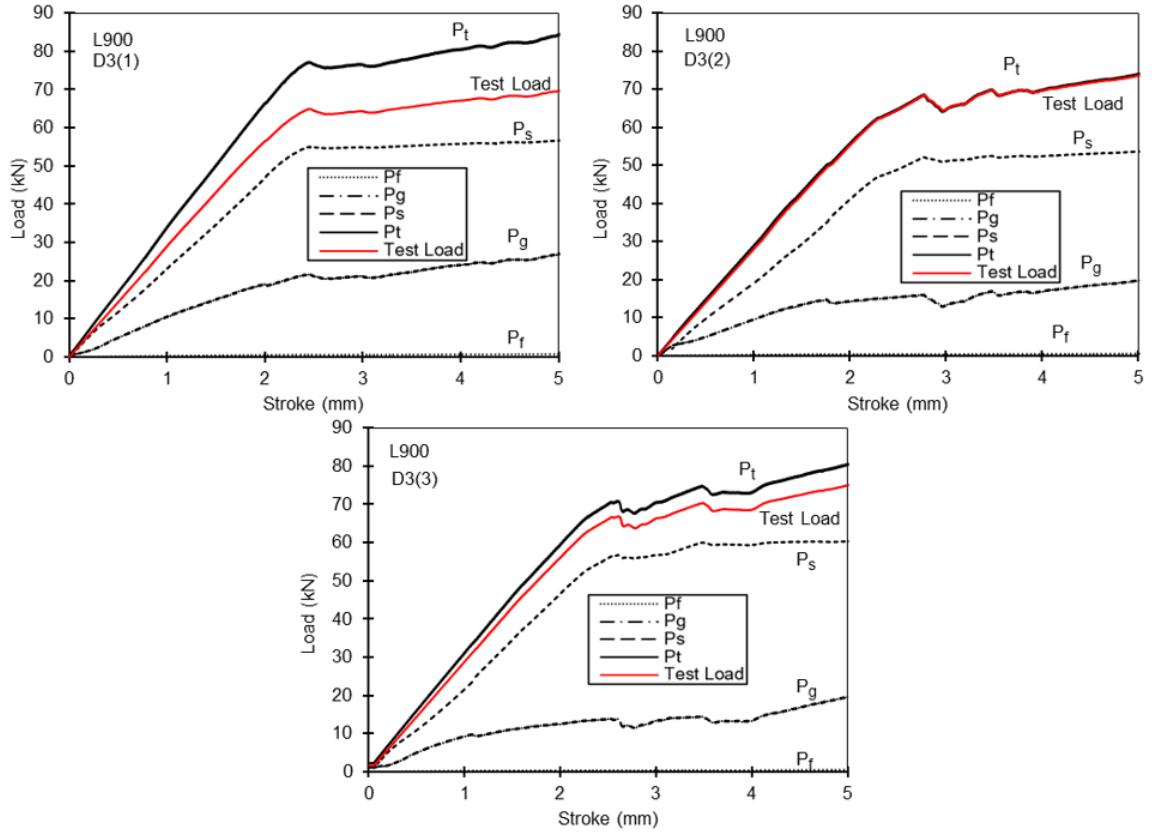 L900
D3(1)
Pt
Test Load
Ps
Pg
Pf
Pf
Pg
Ps
Pt
Test Load
90
80
70
60
50
40
30
20
10
0
Load (kN)
0 1 2 3 4 5
Stroke (mm)
L900
D3(2)
Pt
Test Load
Ps
Pg
Pf
Pf
Pg
Ps
Pt
Test Load
90
80
70
60
50
40
30
20
10
0
Load (kN)
0 1 2 3 4 5
Stroke (mm)
L900
D3(3)
Pt
Test Load
Ps
Pg
Pf
Pf
Pg
Ps
Pt
Test Load
90
80
70
60
50
40
30
20
10
0
Load (kN)
0 1 2 3 4 5
Stroke (mm)